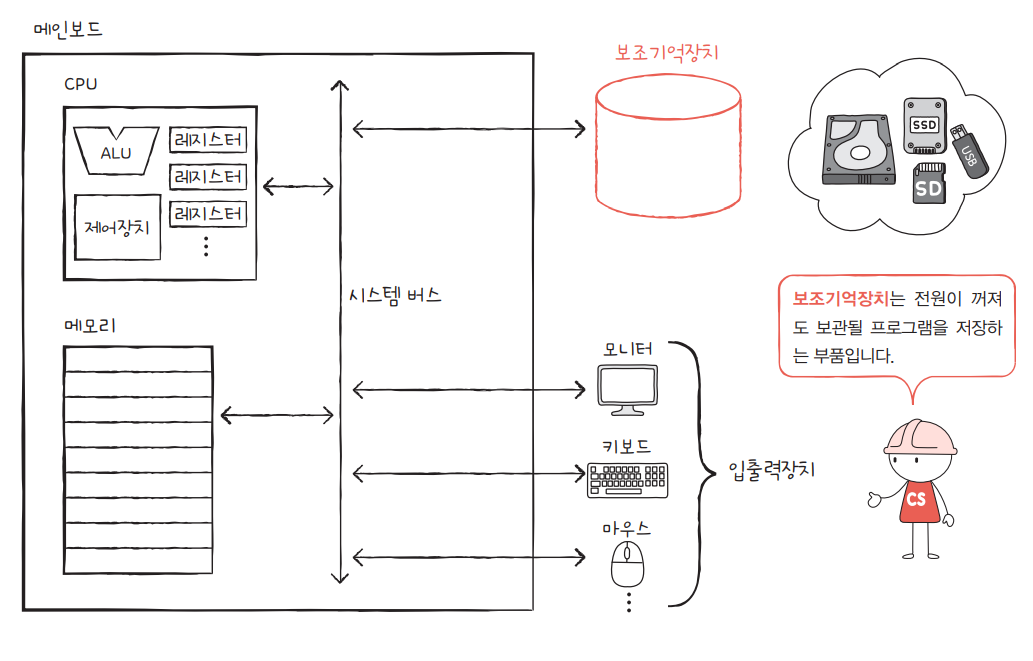 메인보드
CPU
ALU
레지스터
레지스터
레지스터
제어장치
메모리
시스템 버스
보조기억장치
SSD
USB
SD
보조기억장치는 전원이 꺼져
도 보관될 프로그램을 저장하
는 부품입니다.
모니터
키보드
마우스
입출력장치
CS